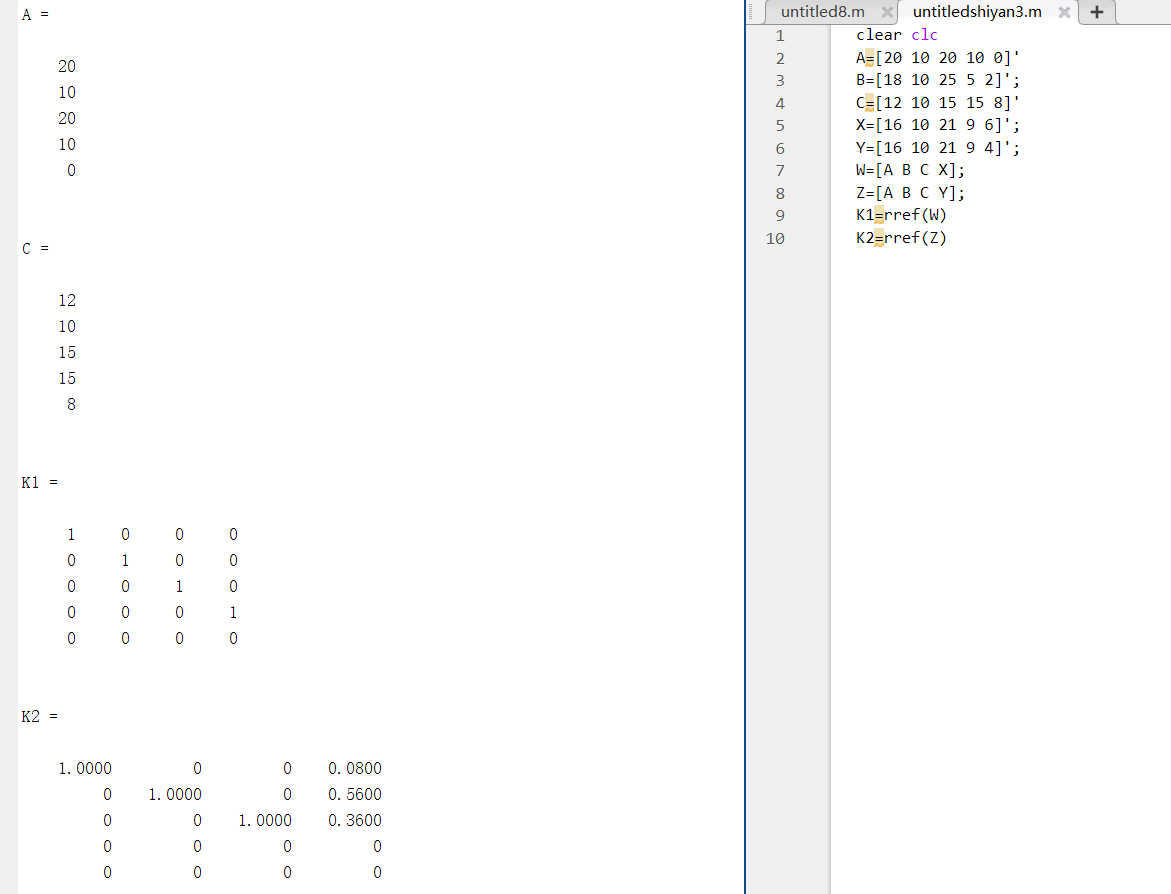 A =
20
10
20
10
0
C =
12
10
15
15
8
K1 =
1 0 0 0
0 1 0 0
0 0 1 0
0 0 0 1
0 0 0 0
K2 =
1.0000 0 0 0.0800
0 1.0000 0 0.5600
0 0 1.0000 0.3600
0 0 0 0
0 0 0 0
untitled8.m × untitledshiyan3.m × +
1 clear clc
2 A=[20 10 20 10 0]'
3 B=[18 10 25 5 2]';
4 C=[12 10 15 15 8]'
5 X=[16 10 21 9 6]';
6 Y=[16 10 21 9 4]';
7 W=[A B C X];
8 Z=[A B C Y];
9 K1=rref(W)
10 K2=rref(Z)